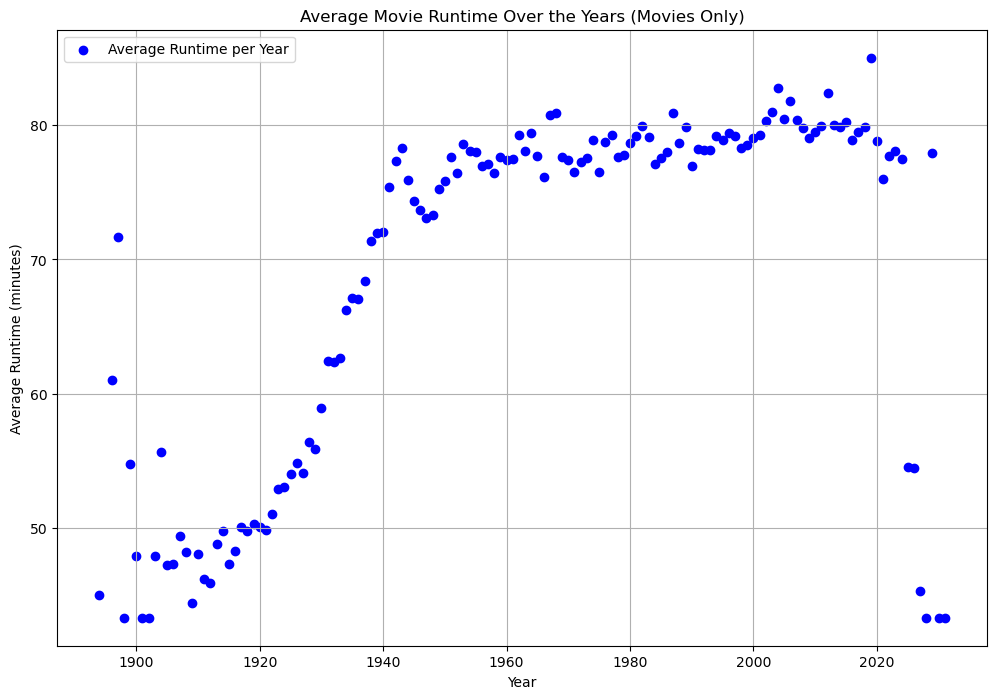 Average Movie Runtime Over the Years (Movies Only)
Average Runtime per Year
Average Runtime (minutes)
80
70
60
50
1900 1920 1940 1960 1980 2000 2020
Year